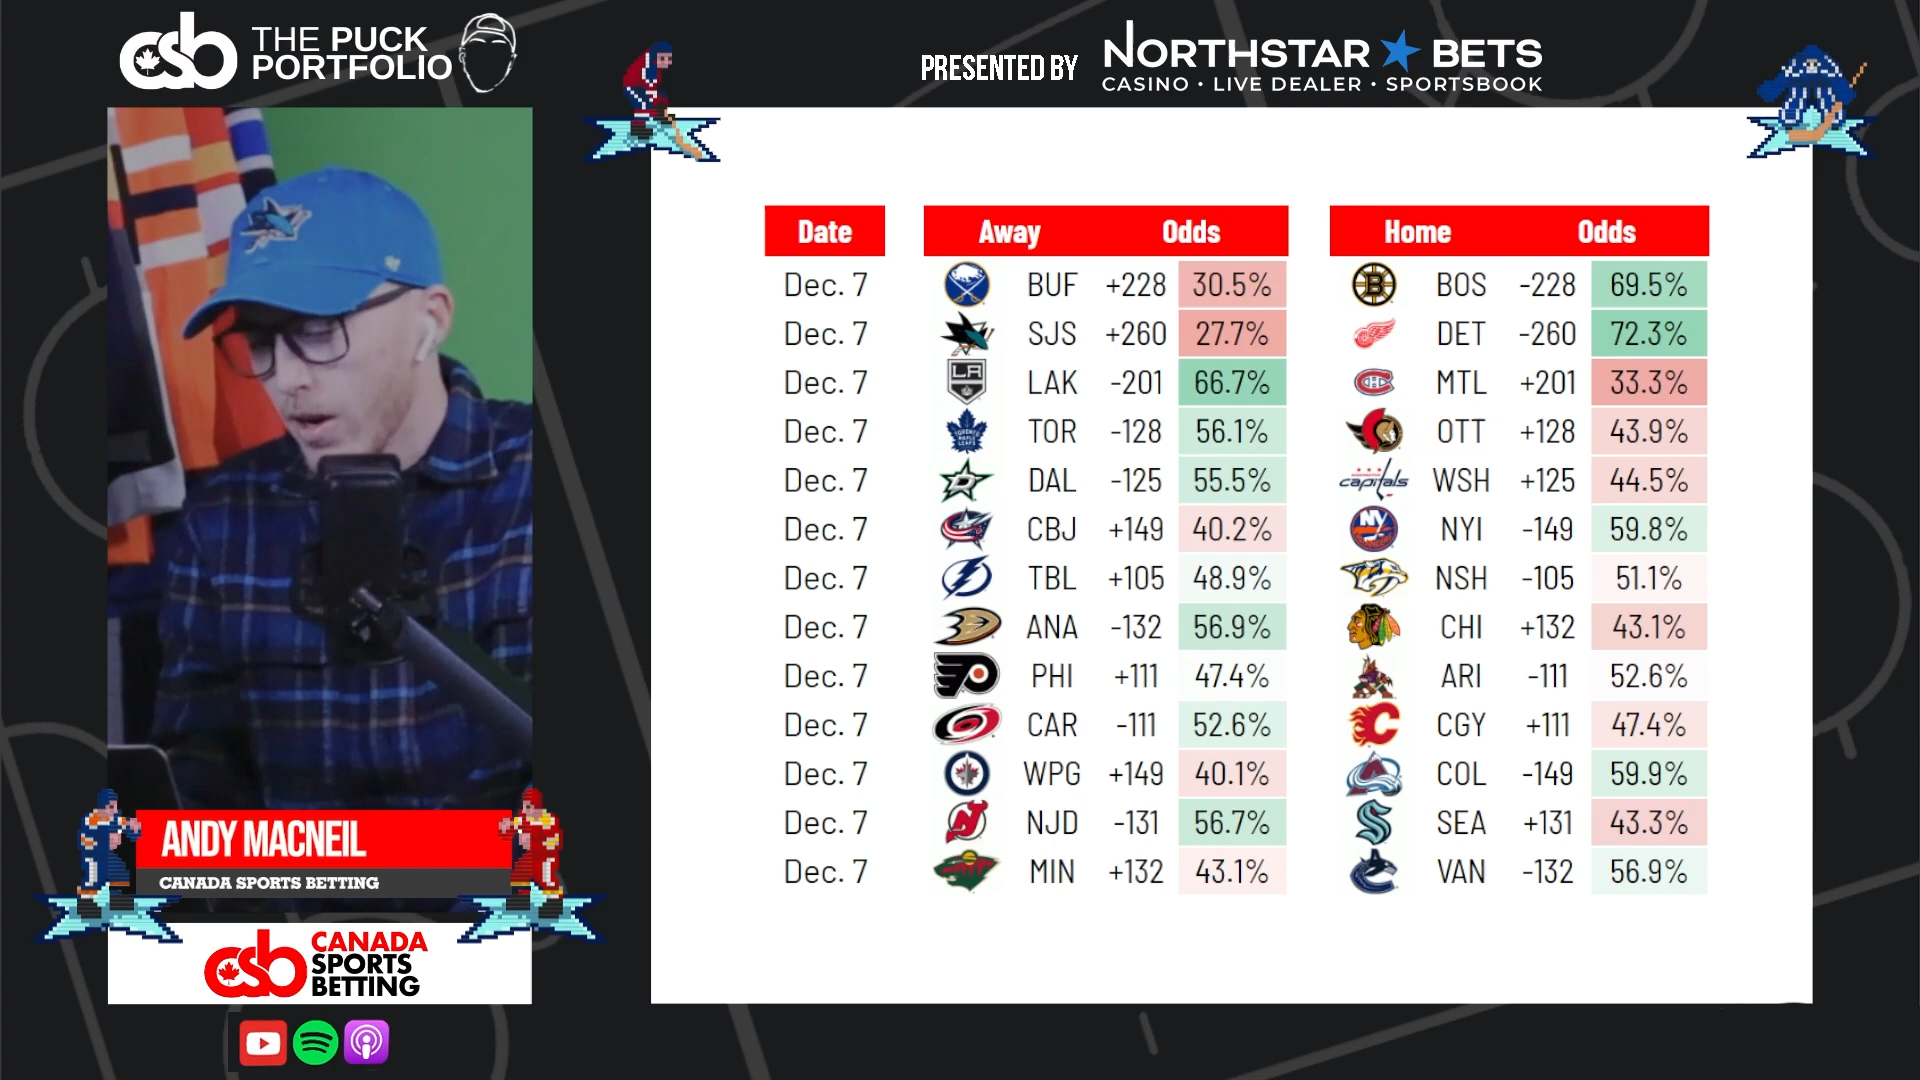 csb THE PUCK
PORTFOLIO
PRESENTED BY
NORTHSTAR BETS
CASINO • LIVE DEALER • SPORTSBOOK
Date Away Odds Home Odds
Dec. 7 BUF +228 30.5% BOS -228 69.5%
Dec. 7 SJS +260 27.7% DET -260 72.3%
Dec. 7 LAK -201 66.7% MTL +201 33.3%
Dec. 7 TOR -128 56.1% OTT +128 43.9%
Dec. 7 DAL -125 55.5% capitals WSH +125 44.5%
Dec. 7 CBJ +149 40.2% NYI -149 59.8%
Dec. 7 TBL +105 48.9% NSH -105 51.1%
Dec. 7 ANA -132 56.9% CHI +132 43.1%
Dec. 7 PHI +111 47.4% ARI -111 52.6%
Dec. 7 CAR -111 52.6% CGY +111 47.4%
Dec. 7 WPG +149 40.1% COL -149 59.9%
Dec. 7 NJD -131 56.7% SEA +131 43.3%
Dec. 7 MIN +132 43.1% VAN -132 56.9%
ANDY MACNEIL
CANADA SPORTS BETTING
csb CANADA
SPORTS
BETTING